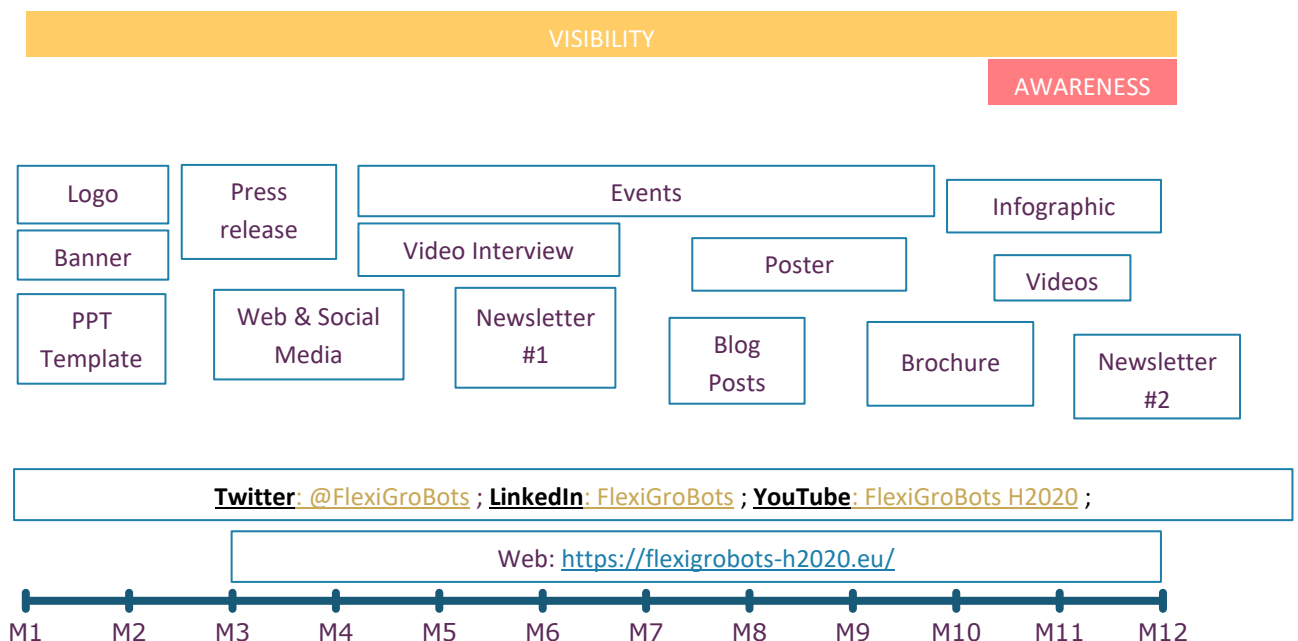 VISIBILITY
AWARENESS
Logo
Press
release
Events
Infographic
Banner
Video Interview
Poster
Videos
PPT
Template
Web & Social
Media
Newsletter
#1
Blog
Posts
Brochure
Newsletter
#2
Twitter: @FlexiGroBots ; LinkedIn: FlexiGroBots ; YouTube: FlexiGroBots H2020 ;
Web: https://flexigrobots-h2020.eu/
M1 M2 M3 M4 M5 M6 M7 M8 M9 M10 M11 M12